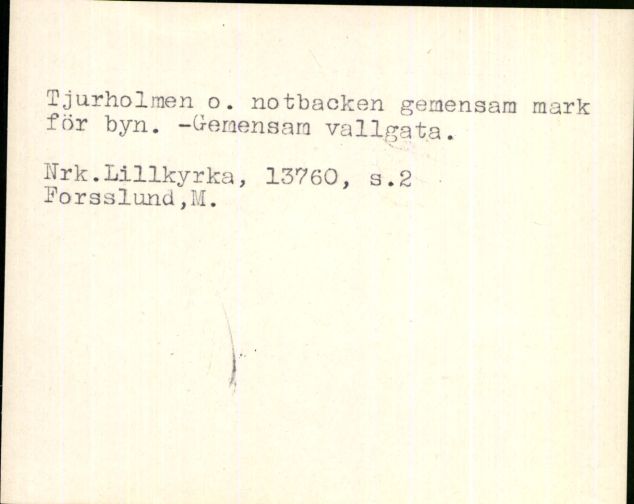 Tjurholmen o. notbacken gemensam mark
för byn. -Gemensam vallgata.
Nrk.Lillkyrka, 13760, s.2
Forsslund,M.